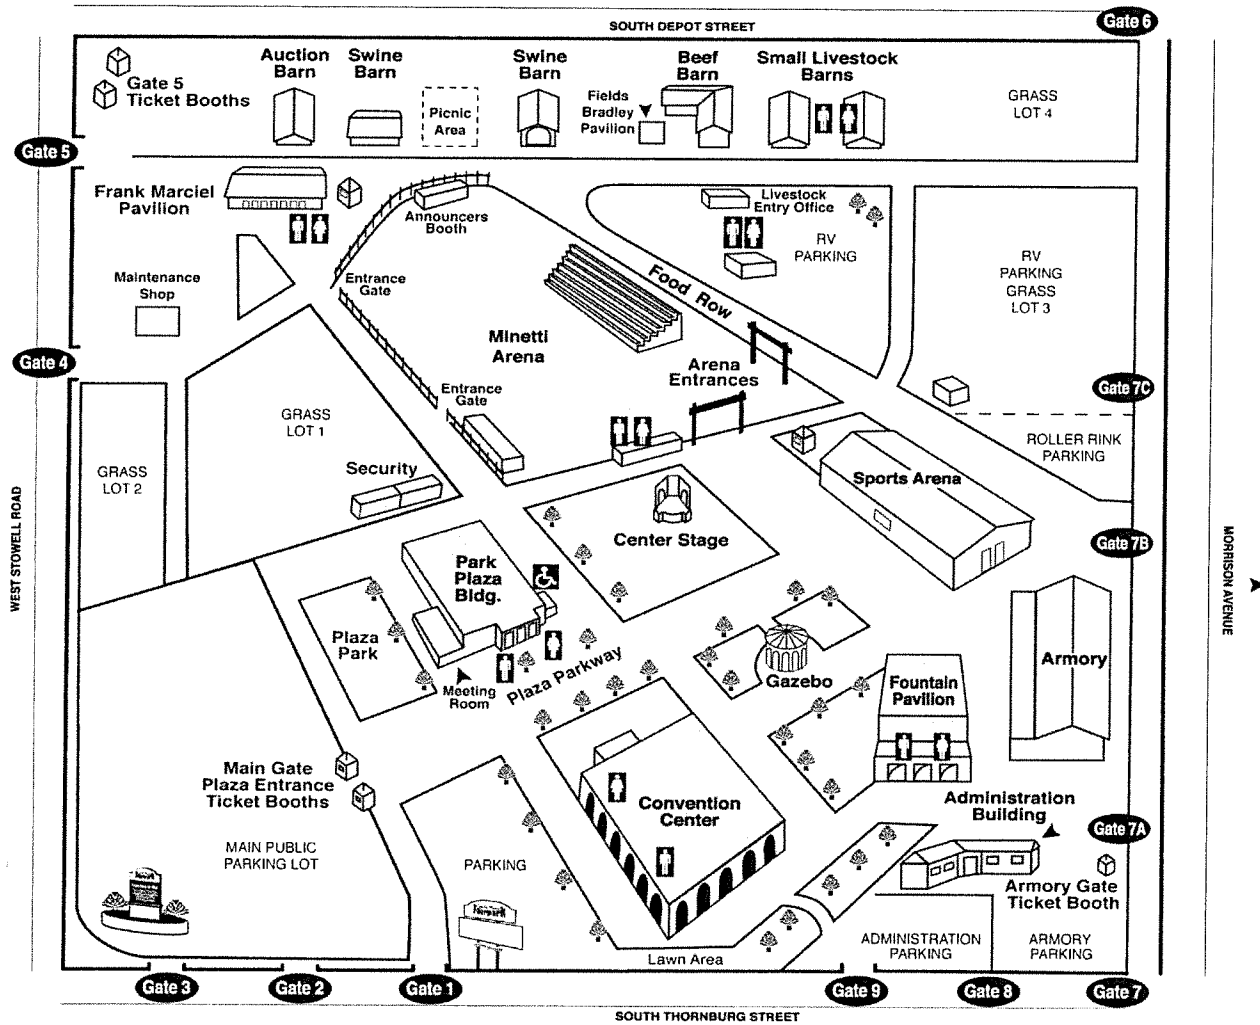 SOUTH DEPOT STREET
Gate 6
Gate 5
Ticket Booths
Auction
Barn
Swine
Barn
Picnic
Area
Swine
Barn
Fields
Bradley
Pavilion
Beef
Barn
Small Livestock
Barns
GRASS
LOT 4
Gate 5
Frank Marciel
Pavilion
Announcers
Booth
Livestock
Entry Office
RV
PARKING
RV
PARKING
GRASS
LOT 3
Maintenance
Shop
Entrance
Gate
Food Row
Minetti
Arena
Arena
Entrances
Gate 4
Entrance
Gate
Gate 7C
GRASS
LOT 1
GRASS
LOT 2
Security
ROLLER RINK
PARKING
Sports Arena
WEST STOWELL ROAD
Center Stage
Gate 7B
MORRISON AVENUE
Park
Plaza
Bldg.
Plaza
Park
Meeting
Room
Plaza Parkway
Gazebo
Fountain
Pavilion
Armory
Main Gate
Plaza Entrance
Ticket Booths
Convention
Center
Administration
Building
Gate 7A
MAIN PUBLIC
PARKING LOT
PARKING
Armory Gate
Ticket Booth
Lawn Area
ADMINISTRATION
PARKING
ARMORY
PARKING
Gate 3
Gate 2
Gate 1
Gate 9
Gate 8
Gate 7
SOUTH THORNBURG STREET